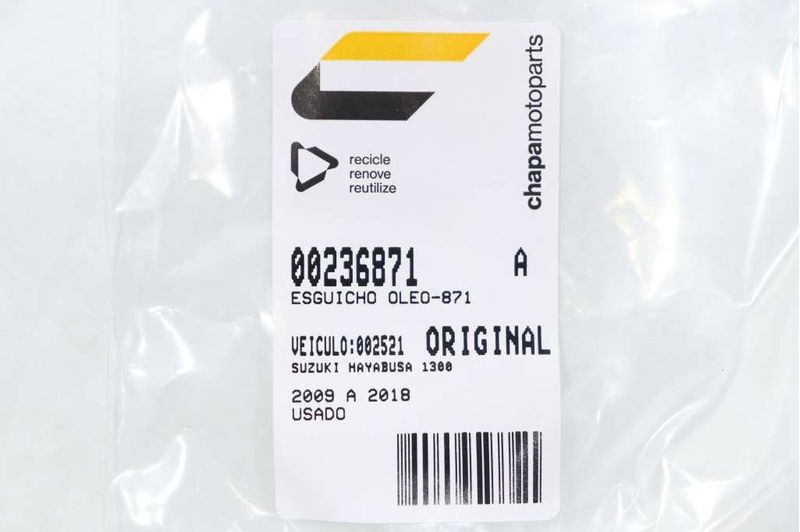 chapamotoparts
recicle
renove
reutilize
00236871 A
ESGUICHO OLEO-871
VEICULO:002521 ORIGINAL
SUZUKI HAYABUSA 1300
2009 A 2018
USADO